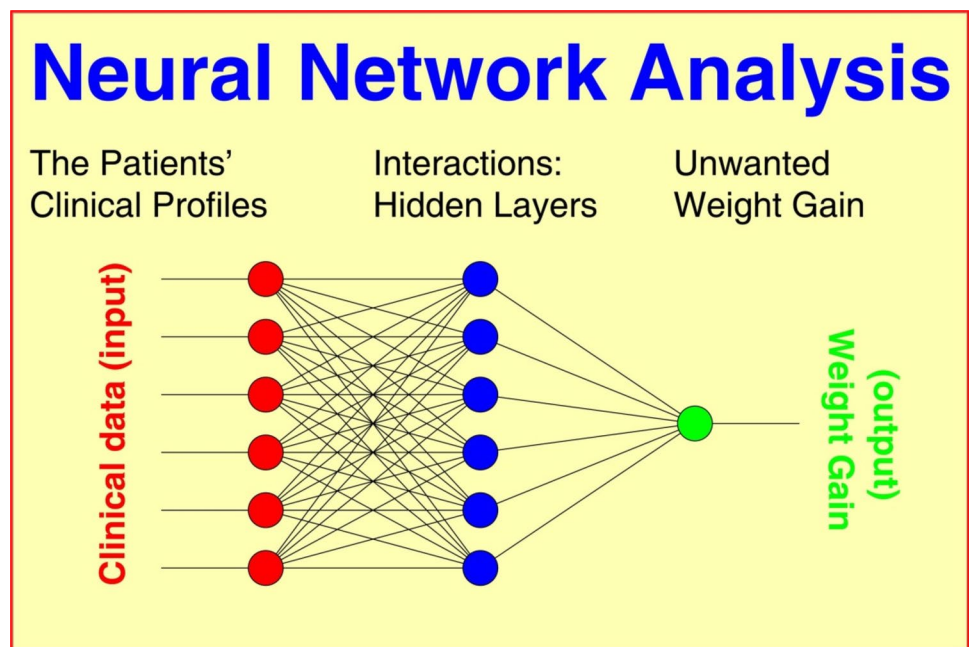 Neural Network Analysis
The Patients’
Clinical Profiles
Interactions:
Hidden Layers
Unwanted
Weight Gain
Clinical data (input)
Weight Gain
(output)